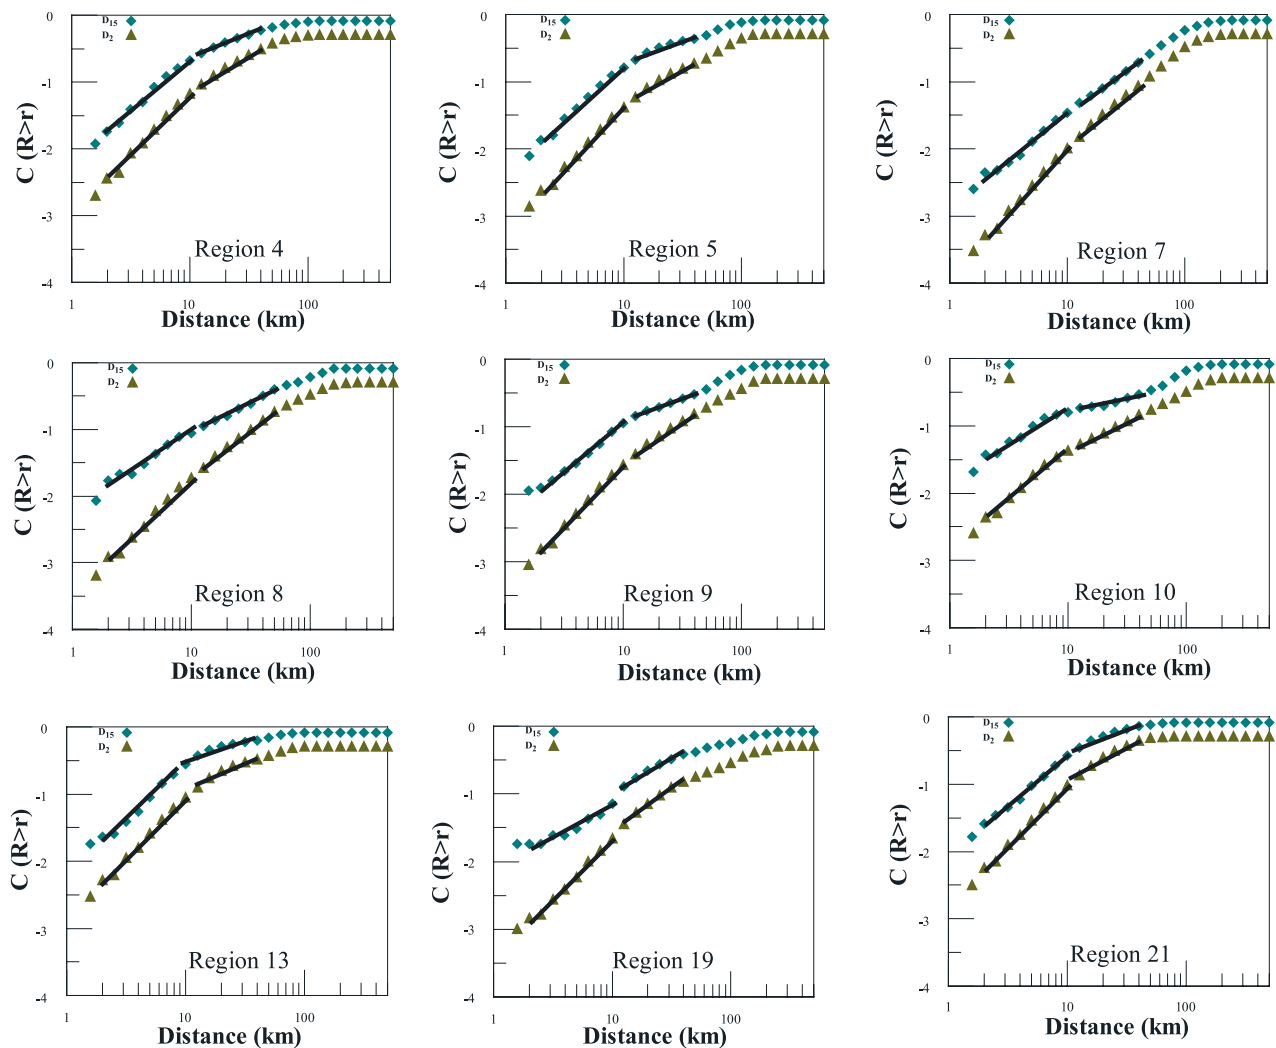 0
D15
D2
-1
-2
-3
-4
C (R>r)
Region 4
1
10
100
Distance (km)
0
D15
D2
-1
-2
-3
-4
C (R>r)
Region 5
1
10
100
Distance (km)
0
D15
D2
-1
-2
-3
-4
C (R>r)
Region 7
1
10
100
Distance (km)
0
D15
D2
-1
-2
-3
-4
C (R>r)
Region 8
1
10
100
Distance (km)
0
D15
D2
-1
-2
-3
-4
C (R>r)
Region 9
1
10
100
Distance (km)
0
D15
D2
-1
-2
-3
-4
C (R>r)
Region 10
1
10
100
Distance (km)
0
D15
D2
-1
-2
-3
-4
C (R>r)
Region 13
1
10
100
Distance (km)
0
D15
D2
-1
-2
-3
-4
C (R>r)
Region 19
1
10
100
Distance (km)
0
D15
D2
-1
-2
-3
-4
C (R>r)
Region 21
1
10
100
Distance (km)